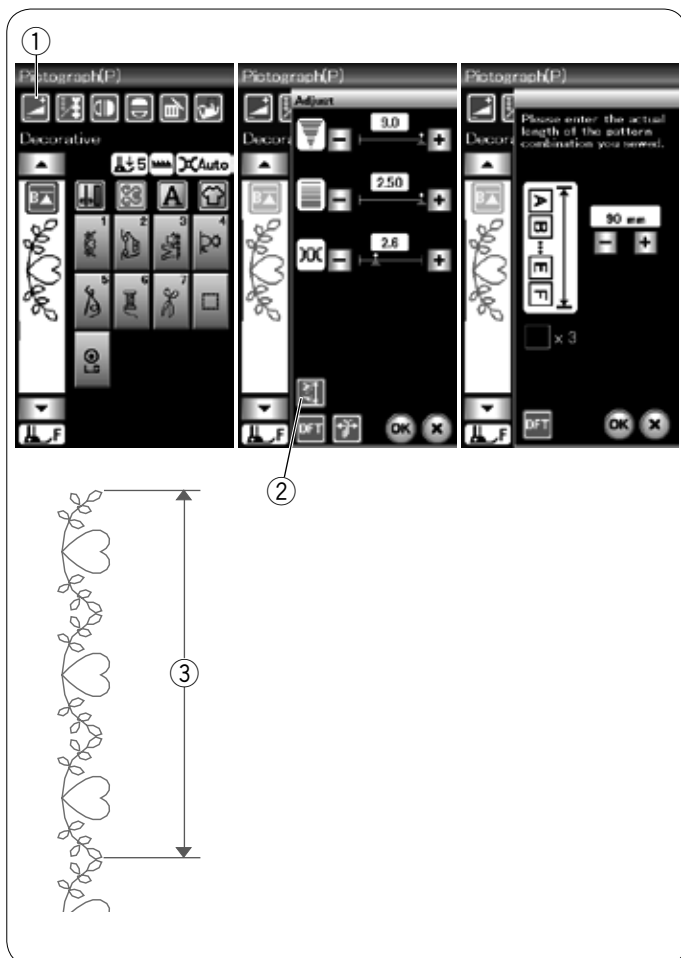 1
Pictograph(P)
Decorative
5
Auto
B
A
1
2
3
4
5
6
7
F
Pictograph(P)
Adjust
Decor
9.0
2.50
2.6
B
DFT
OK
F
2
Pictograph(P)
Please enter the actual
length of the pattern
combination you sewed.
Decor
B
A
B
E
F
90 mm
x 3
DFT
OK
F
3